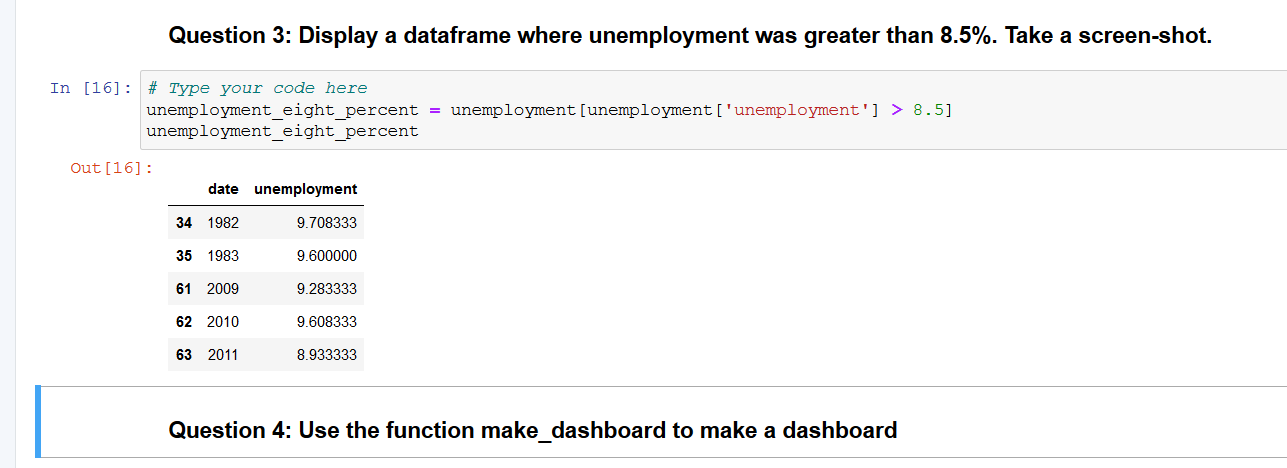 Question 3: Display a dataframe where unemployment was greater than 8.5%. Take a screen-shot.
In [16]: # Type your code here
unemployment_eight_percent = unemployment[unemployment['unemployment'] > 8.5]
unemployment_eight_percent
Out[16]:
date unemployment
34 1982 9.708333
35 1983 9.600000
61 2009 9.283333
62 2010 9.608333
63 2011 8.933333
Question 4: Use the function make_dashboard to make a dashboard